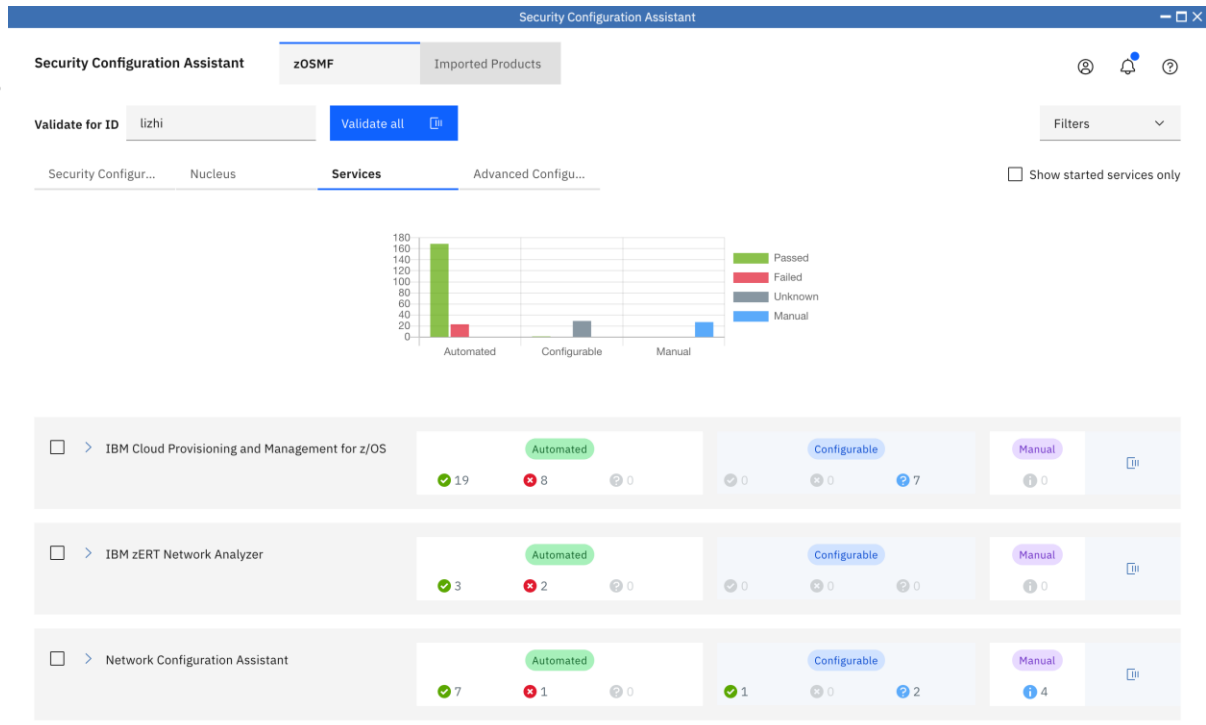 Security Configuration Assistant
Security Configuration Assistant
zOSMF
Imported Products
Validate for ID
lizhi
Validate all
Filters
Security Configur...
Nucleus
Services
Advanced Configu...
Show started services only
180
160
140
120
100
80
60
40
20
0
Automated
Configurable
Manual
Passed
Failed
Unknown
Manual
IBM Cloud Provisioning and Management for z/OS
Automated
19
8
0
Configurable
0
0
7
Manual
0
IBM zERT Network Analyzer
Automated
3
2
0
Configurable
0
0
0
Manual
0
Network Configuration Assistant
Automated
7
1
0
Configurable
1
0
2
Manual
4